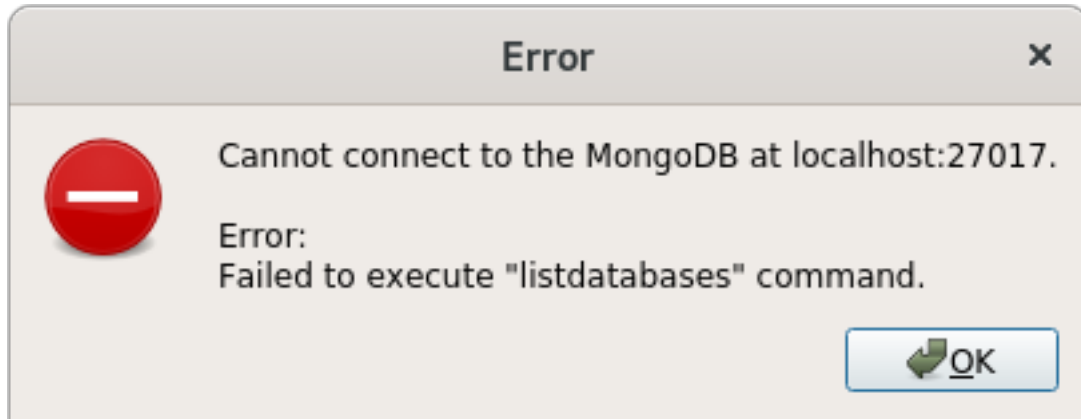 Error
Cannot connect to the MongoDB at localhost:27017.
Error:
Failed to execute "listdatabases" command.
OK